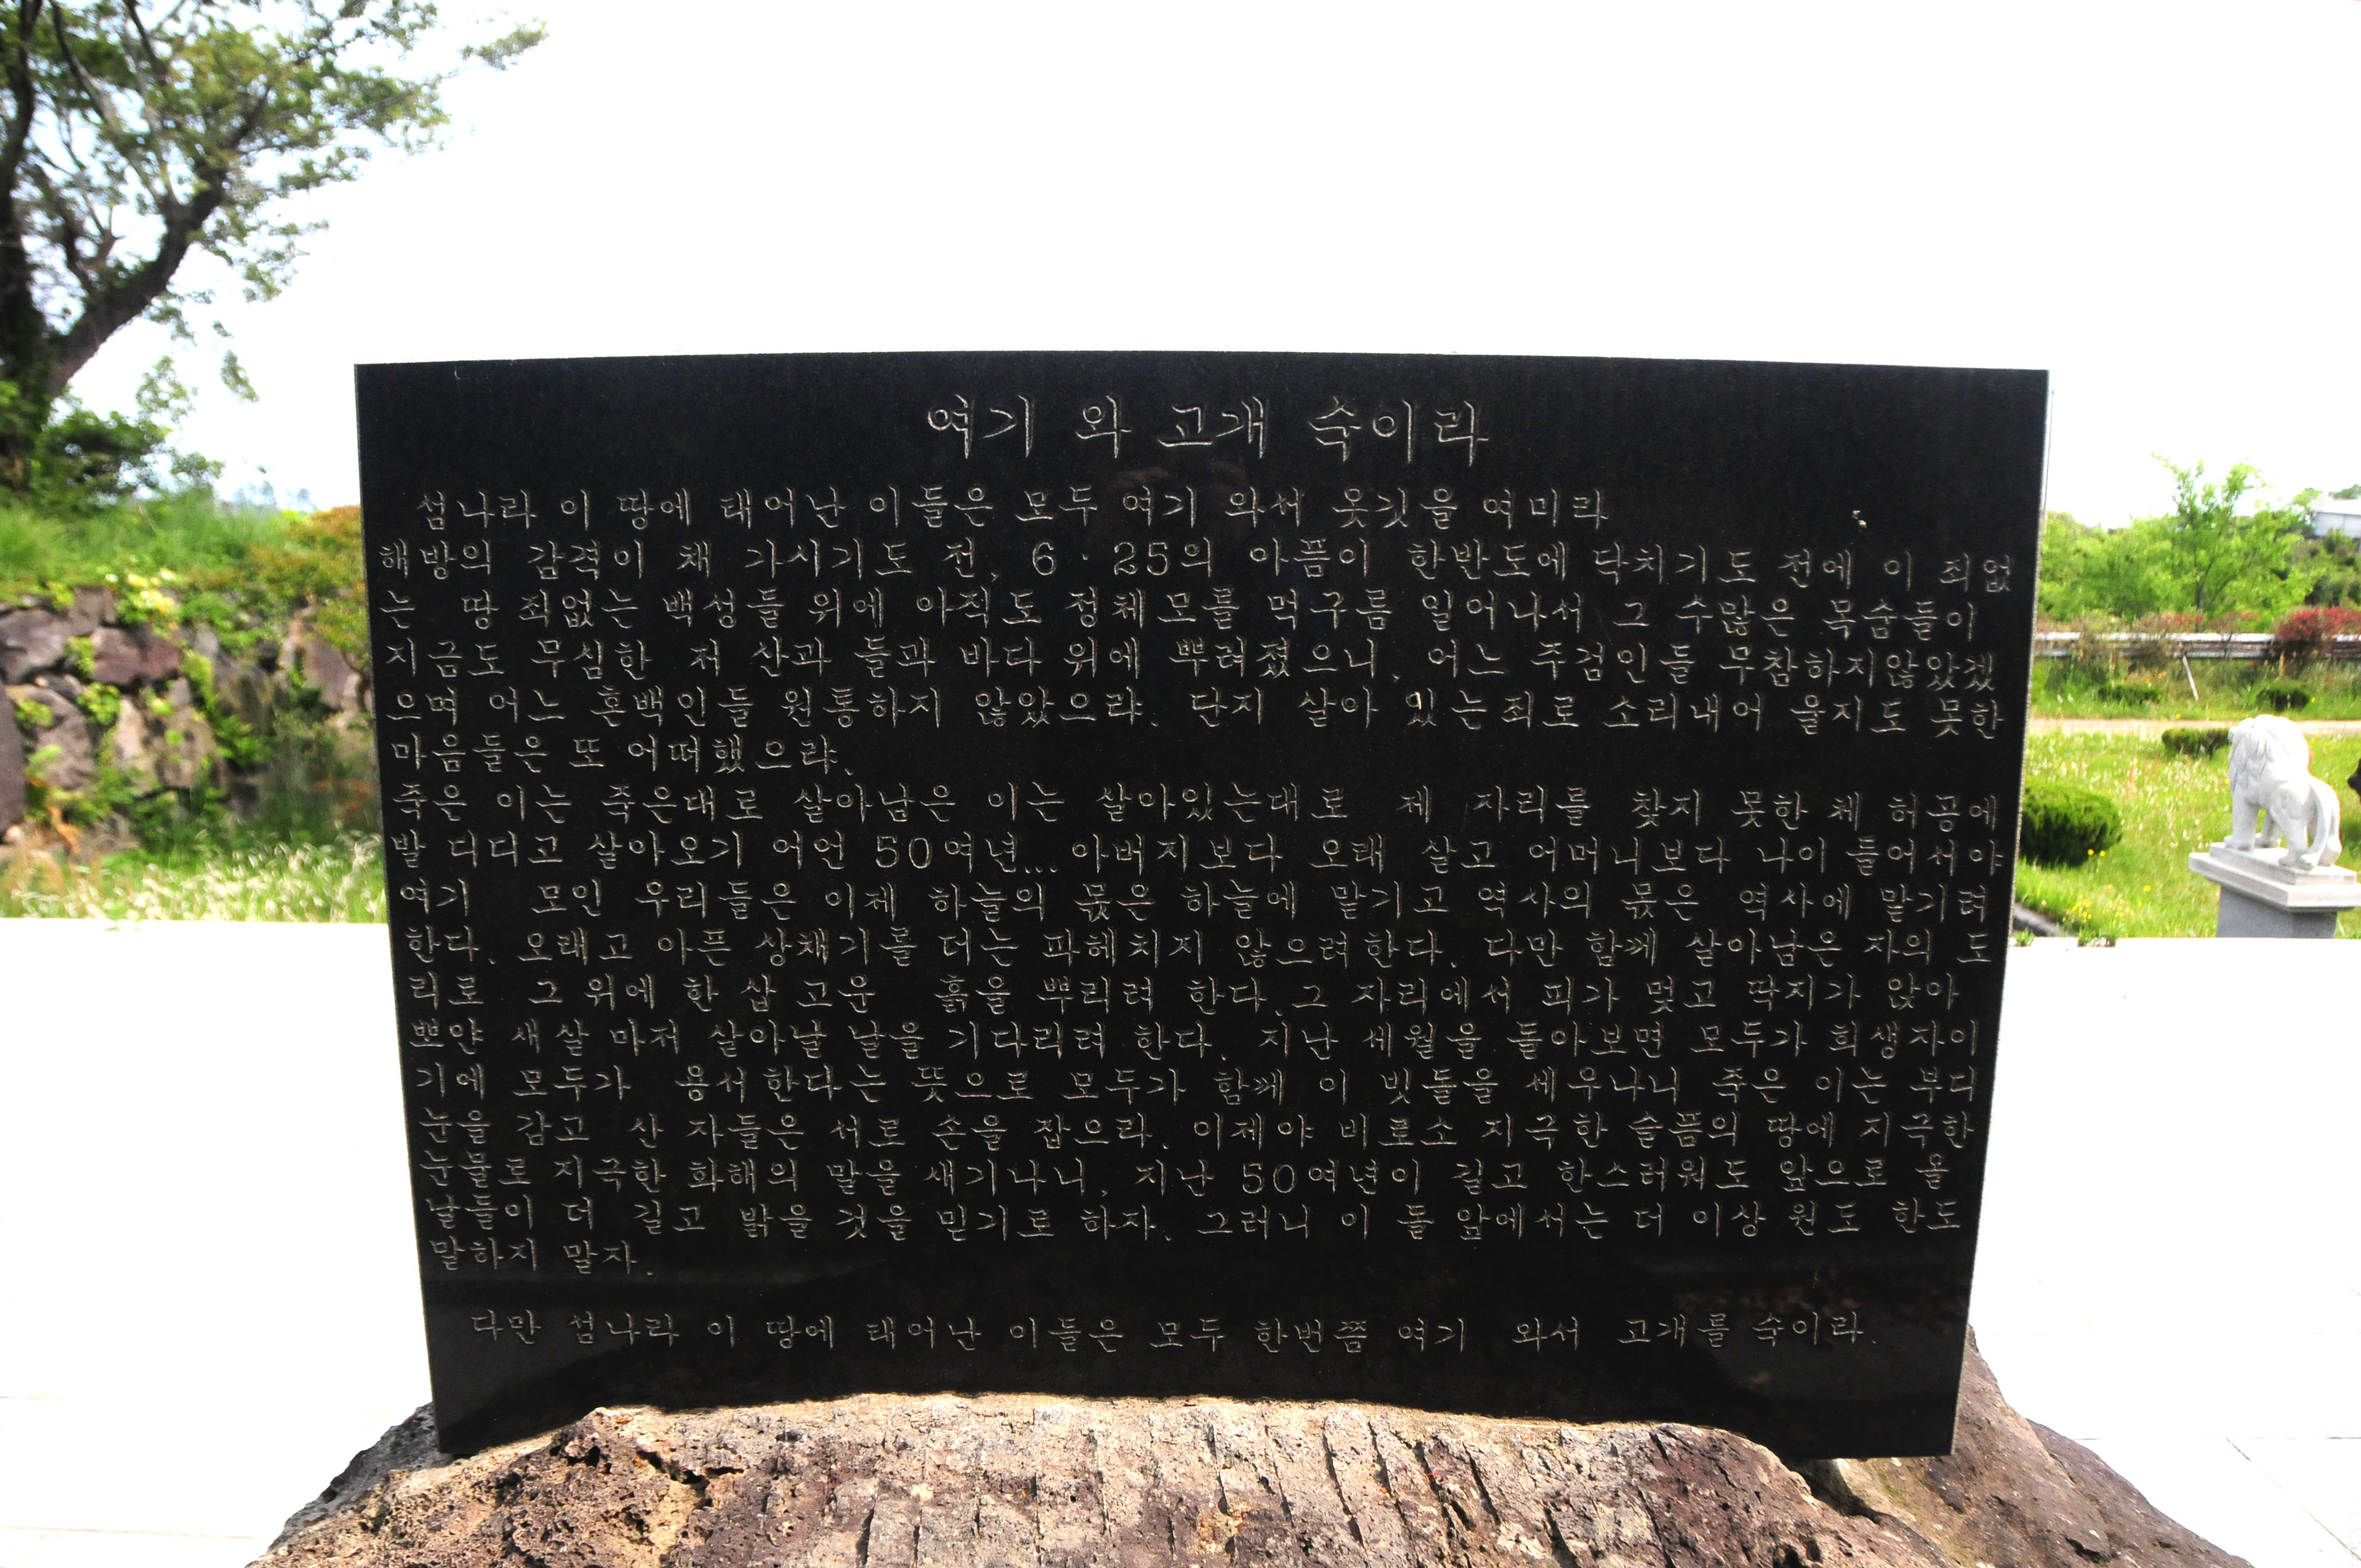 여기 와 고개 숙이라
섬나라 이 땅에 태어난 이들은 모두 여기 와서 옷깃을 여미라
해방의 감격이 채 가시기도 전, 6·25의 아픔이 한반도에 닥치기도 전에 이 죄없
는 땅 죄없는 백성들 위에 아직도 정체모를 먹구름 일어나서 그 수많은 목숨들이
지금도 무심한 저 산과 들과 바다 위에 뿌려졌으니, 어느 주검인들 무참하지않았겠
으며 어느 혼백인들 원통하지 않았으랴. 단지 살아 있는죄로 소리내어 울지도 못한
마음들은 또 어떠했으랴.
죽은 이는 죽은대로 살아남은 이는 살아있는대로 제 자리를 찾지 못한 채 허공에
발 디디고 살아오기 어언 50여년... 아버지보다 오래 살고 어머니보다 나이 들어서야
여기 모인 우리들은 이제 하늘의 몫은 하늘에 맡기고 역사의 몫은 역사에 맡기려
한다. 오래고 아픈 상채기를 더는 파헤치지 않으려한다. 다만 함께 살아남은 자의 도
리로 그 위에 한 삽 고운 흙을 뿌리려 한다.그 자리에서 피가 멎고 딱지가 앉아
뽀얀 새살 마저 살아날 날을 기다리려 한다. 지난 세월을 돌아보면 모두가 희생자이
기에 모두가 용서한다는 뜻으로 모두가 함께 이 빗돌을 세우나니 죽은 이는 부디
눈을 감고 산 자들은 서로 손을 잡으라. 이제야 비로소 지극한 슬픔의 땅에 지극한
눈물로 지극한 화해의 말을 새기나니, 지난 50여년이 길고 한스러워도 앞으로 올
날들이 더 길고 밝을 것을 믿기로 하자. 그러니 이 돌 앞에서는 더 이상 원도 한도
말하지 말자.
다만 섬나라 이 땅에 태어난 이들은 모두 한번쯤 여기 와서 고개를 숙이라.